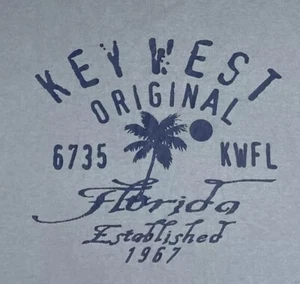 KEY WEST
ORIGINAL
6735 KWFL
Florida
Established
1967